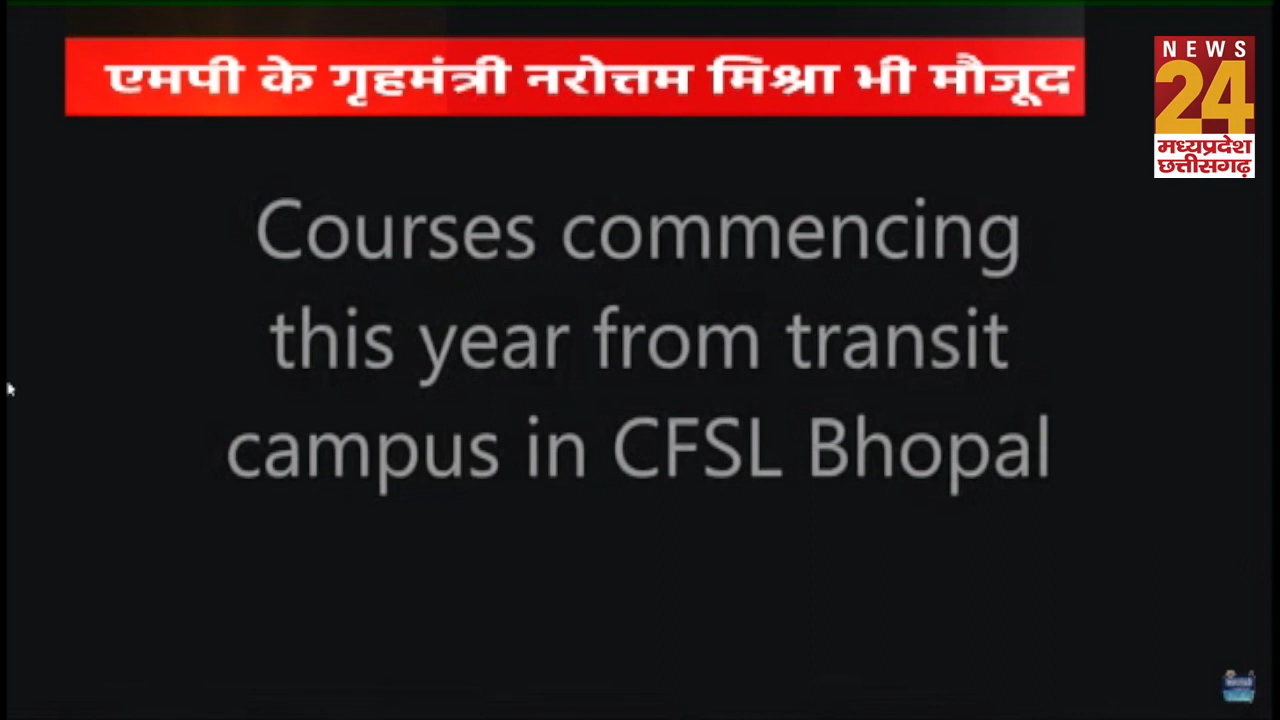 एमपी के गृहमंत्री नरोत्तम मिश्रा भी मौजूद
NEWS
24
मध्यप्रदेश
छत्तीसगढ़
Courses commencing
this year from transit
campus in CFSL Bhopal